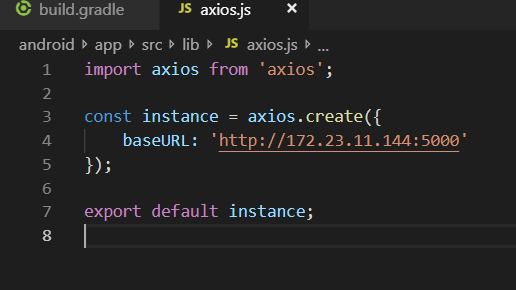 build.gradle JS axios.js ×
android > app > src > lib > JS axios.js > ...
1 import axios from 'axios';
2
3 const instance = axios.create({
4 baseURL: 'http://172.23.11.144:5000'
5 });
6
7 export default instance;
8